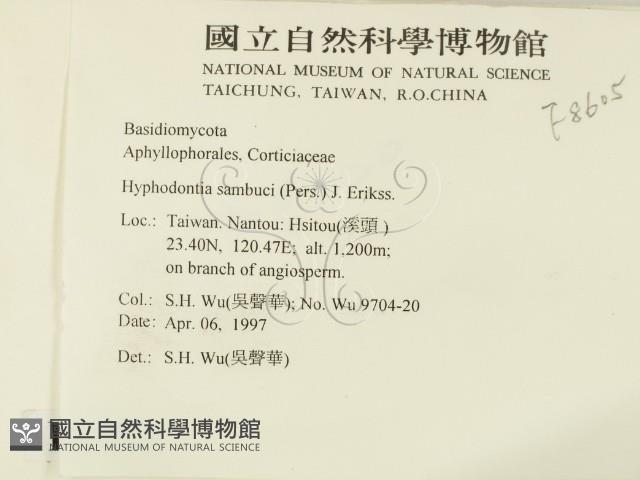 國立自然科學博物館
NATIONAL MUSEUM OF NATURAL SCIENCE
TAICHUNG, TAIWAN, R.O.CHINA
F8605
Basidiomycota
Aphyllophorales, Corticiaceae
Hyphodontia sambuci (Pers.) J. Erikss.
Loc.: Taiwan. Nantou: Hsitou(溪頭)
23.40N, 120.47E; alt. 1,200m;
on branch of angiosperm.
Col.: S.H. Wu(吳聲華); No. Wu 9704-20
Date: Apr. 06, 1997
Det.: S.H. Wu(吳聲華)
國立自然科學博物館
NATIONAL MUSEUM OF NATURAL SCIENCE